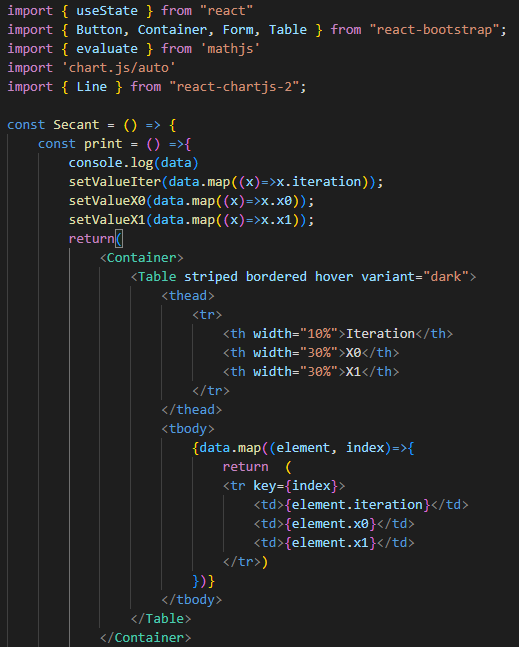 import { useState } from "react"
import { Button, Container, Form, Table } from "react-bootstrap";
import { evaluate } from 'mathjs'
import 'chart.js/auto'
import { Line } from "react-chartjs-2";

const Secant = () => {
    const print = () =>{
        console.log(data)
        setValueIter(data.map((x)=>x.iteration));
        setValueX0(data.map((x)=>x.x0));
        setValueX1(data.map((x)=>x.x1));
        return(
            <Container>
                <Table striped bordered hover variant="dark">
                    <thead>
                        <tr>
                            <th width="10%">Iteration</th>
                            <th width="30%">X0</th>
                            <th width="30%">X1</th>
                        </tr>
                    </thead>
                    <tbody>
                        {data.map((element, index)=>{
                            return  (
                            <tr key={index}>
                                <td>{element.iteration}</td>
                                <td>{element.x0}</td>
                                <td>{element.x1}</td>
                            </tr>)
                        })}
                    </tbody>
                </Table>
            </Container>